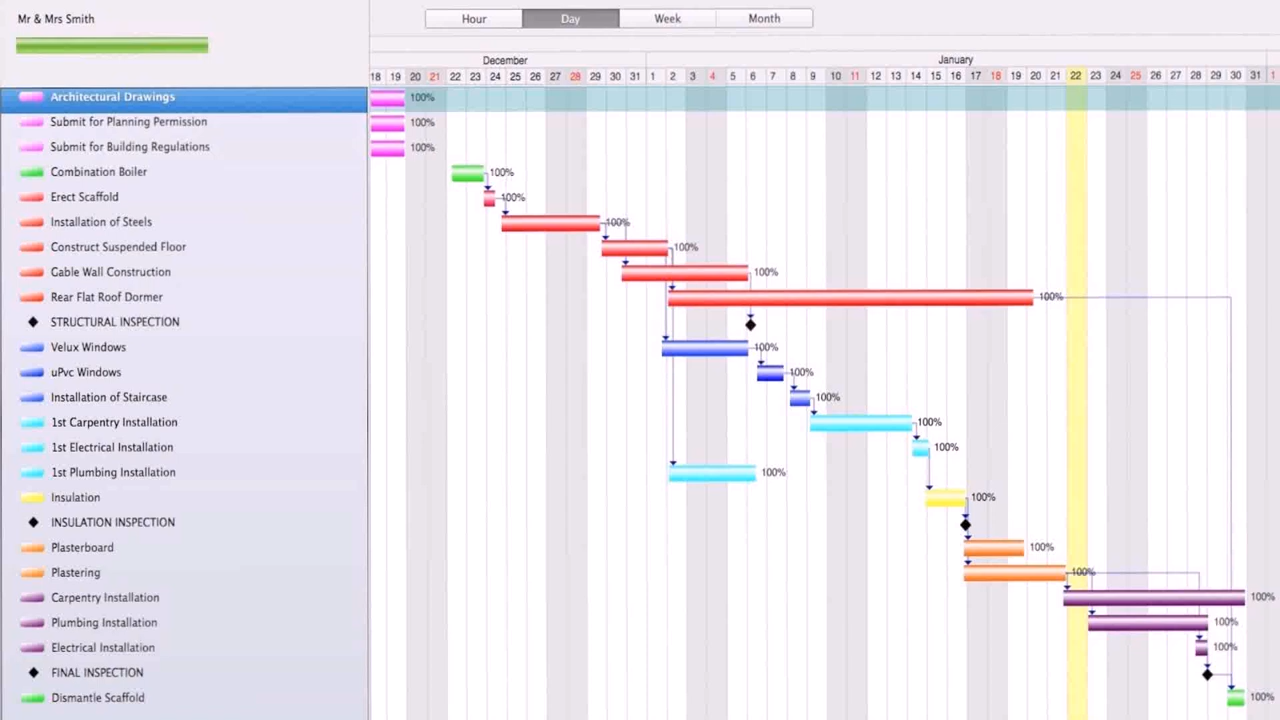 Mr & Mrs Smith
Hour Day Week Month
December January
18 19 20 21 22 23 24 25 26 27 28 29 30 31 1 2 3 4 5 6 7 8 9 10 11 12 13 14 15 16 17 18 19 20 21 22 23 24 25 26 27 28 29 30 31 1
Architectural Drawings 100%
Submit for Planning Permission 100%
Submit for Building Regulations 100%
Combination Boiler 100%
Erect Scaffold 100%
Installation of Steels 100%
Construct Suspended Floor 100%
Gable Wall Construction 100%
Rear Flat Roof Dormer 100%
STRUCTURAL INSPECTION
Velux Windows 100%
uPvc Windows 100%
Installation of Staircase 100%
1st Carpentry Installation 100%
1st Electrical Installation 100%
1st Plumbing Installation 100%
Insulation 100%
INSULATION INSPECTION
Plasterboard 100%
Plastering 100%
Carpentry Installation 100%
Plumbing Installation 100%
Electrical Installation 100%
FINAL INSPECTION
Dismantle Scaffold 100%